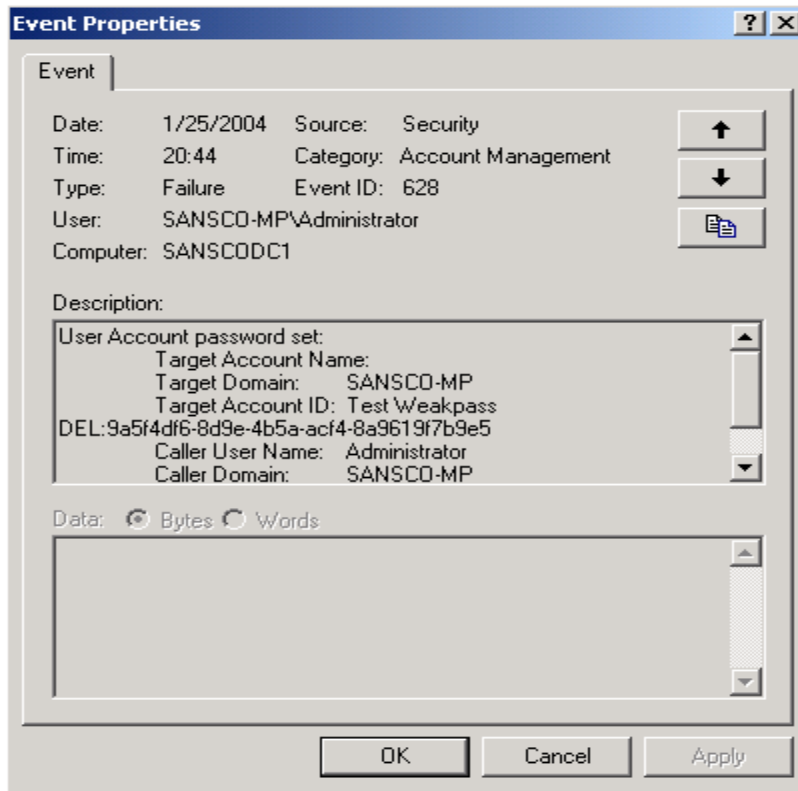 Event Properties
Event
Date: 1/25/2004 Source: Security
Time: 20:44 Category: Account Management
Type: Failure Event ID: 628
User: SANSCO-MP\Administrator
Computer: SANSCODC1
Description:
User Account password set:
Target Account Name:
Target Domain: SANSCO-MP
Target Account ID: Test Weakpass
DEL:9a5f4df6-8d9e-4b5a-acf4-8a9619f7b9e5
Caller User Name: Administrator
Caller Domain: SANSCO-MP
Data: Bytes Words
OK Cancel Apply